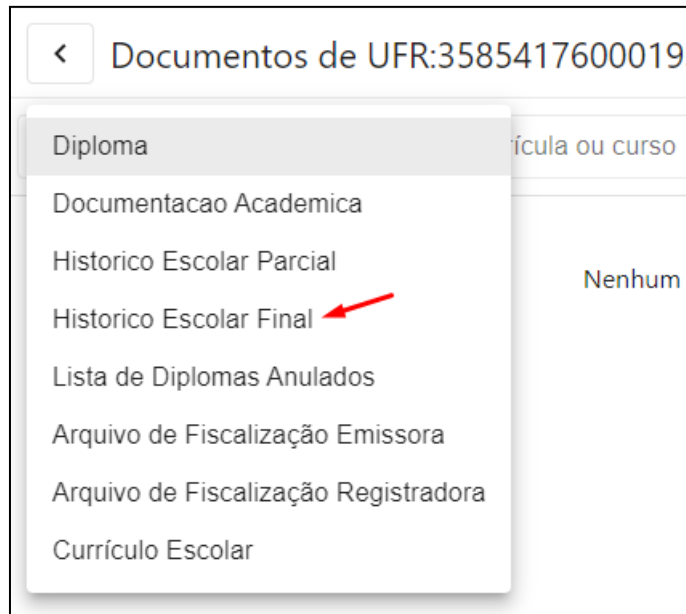 Documentos de UFR:3585417600019
Diploma
ou curso
Documentacao Academica
Historico Escolar Parcial
Nenhum
Historico Escolar Final
Lista de Diplomas Anulados
Arquivo de Fiscalização Emissora
Arquivo de Fiscalização Registradora
Currículo Escolar